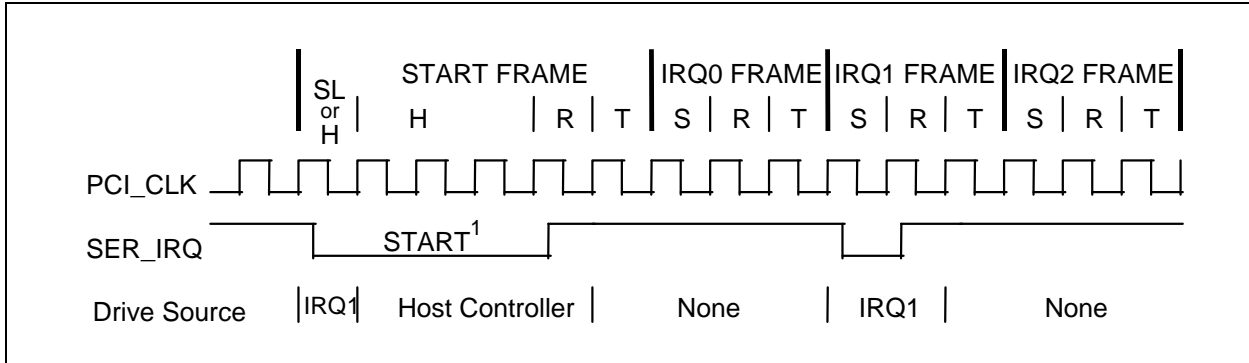 START FRAME IRQ0 FRAME IRQ1 FRAME IRQ2 FRAME
SL
or
H
H R T S R T S R T S R T
PCI_CLK
START1
SER_IRQ
Drive Source IRQ1 Host Controller None IRQ1 None